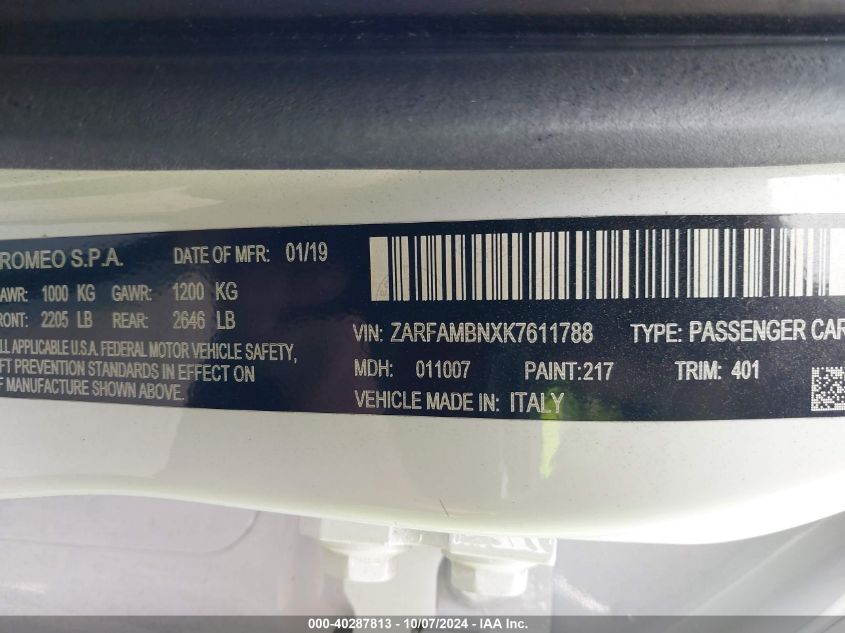 ROMEO S.P.A. DATE OF MFR: 01/19
AWR: 1000 KG GAWR: 1200 KG
RONT: 2205 LB REAR: 2646 LB
LL APPLICABLE U.S.A. FEDERAL MOTOR VEHICLE SAFETY,
FT PREVENTION STANDARDS IN EFFECT ON
F MANUFACTURE SHOWN ABOVE.
VIN: ZARFAMBNXK7611788 TYPE: PASSENGER CAR
MDH: 011007 PAINT:217 TRIM: 401
VEHICLE MADE IN: ITALY
000-40287813 - 10/07/2024 - IAA Inc.